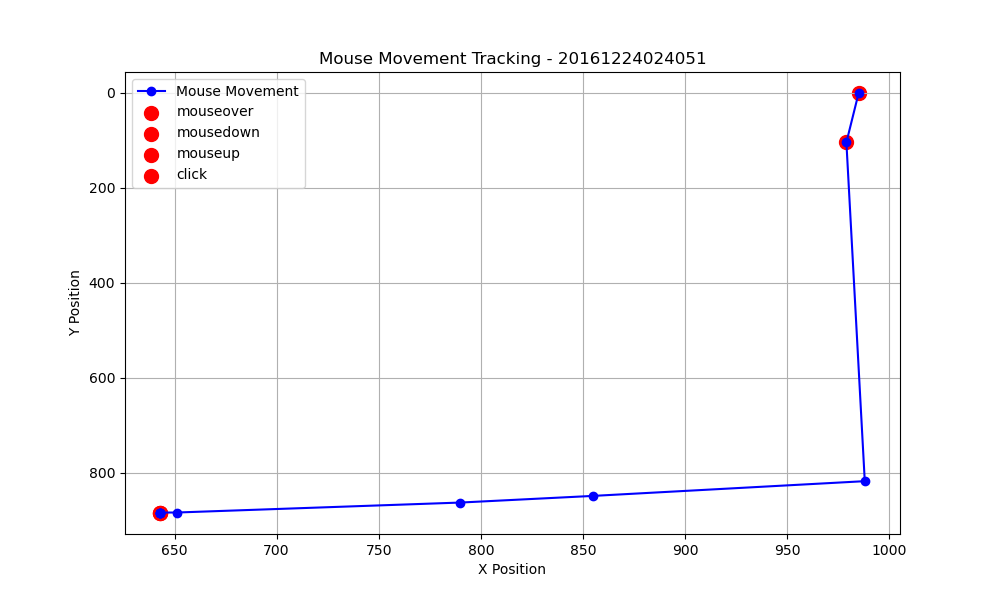 Mouse Movement Tracking - 20161224024051
Mouse Movement
mouseover
mousedown
mouseup
click
0
200
400
600
800
Y Position
650
700
750
800
850
900
950
1000
X Position